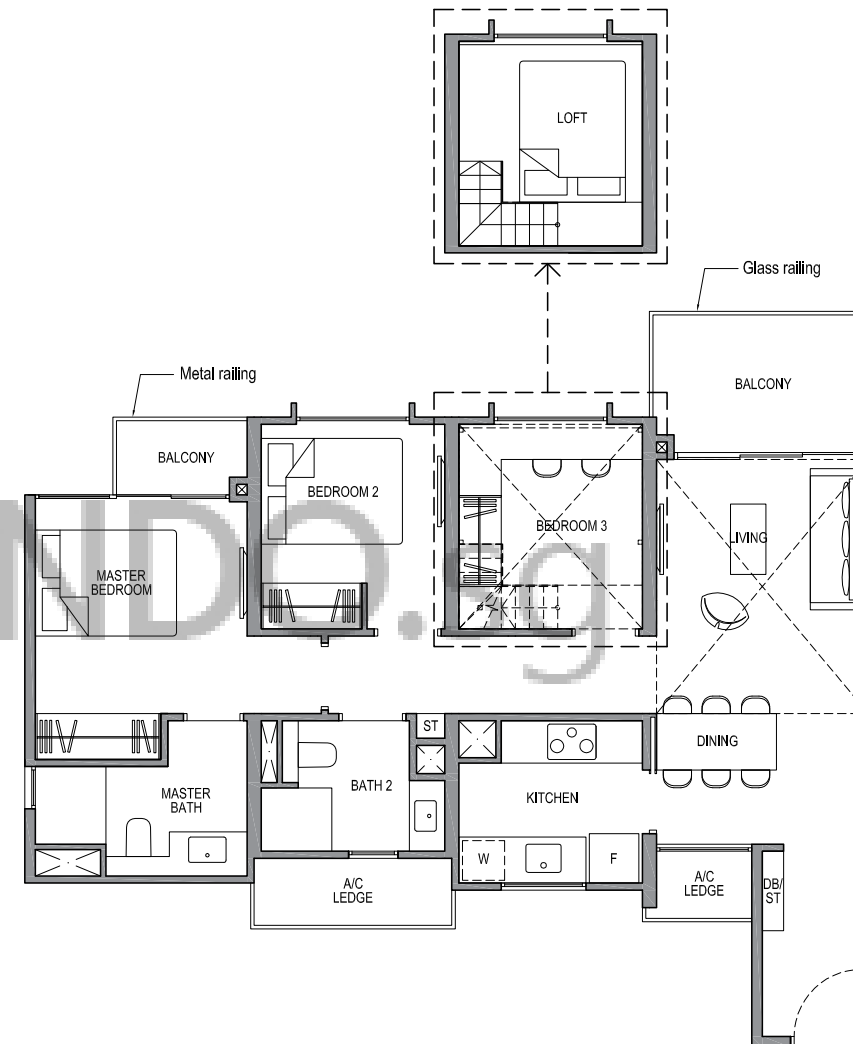 LOFT
Glass railing
BALCONY
Metal railing
BALCONY
BEDROOM 2
BEDROOM 3
LIVING
MASTER
BEDROOM
NDO.sg
ST
DINING
MASTER
BATH
BATH 2
KITCHEN
W
F
A/C
LEDGE
A/C
LEDGE
DB/
ST